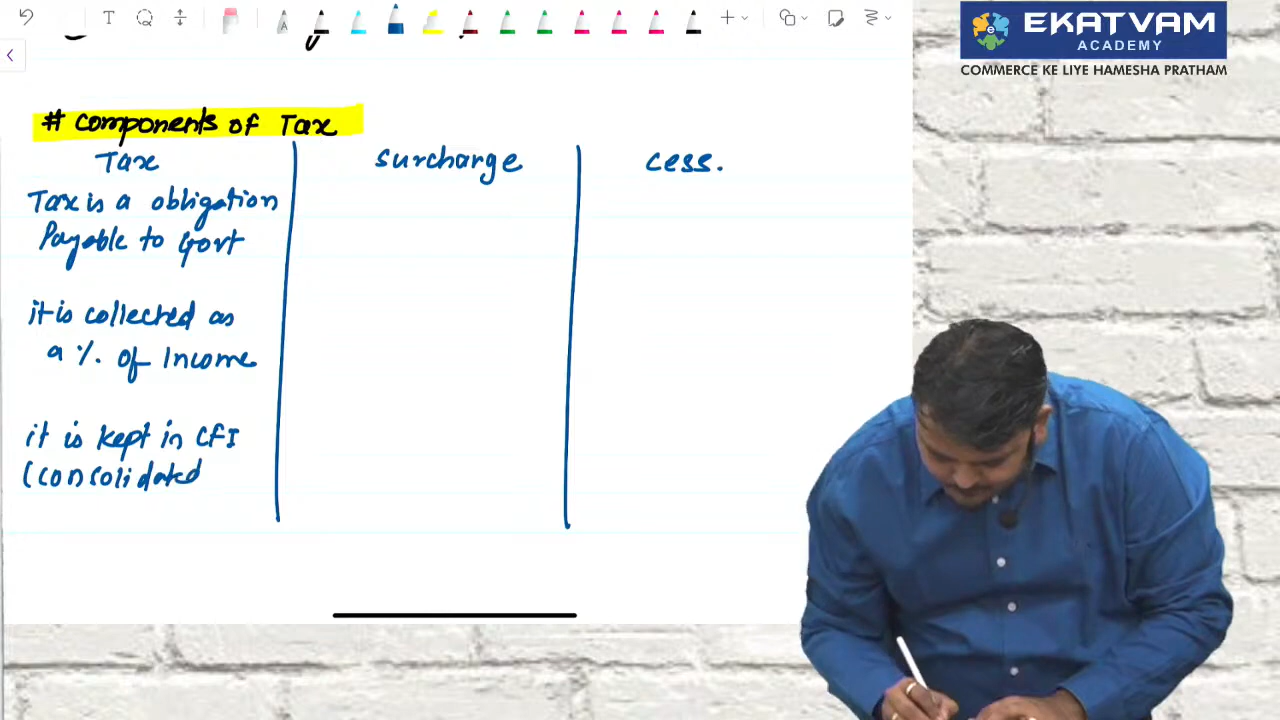 EKATVAM
ACADEMY
COMMERCE KE LIYE HAMESHA PRATHAM
# components of Tax
Tax
surcharge
cess.
Tax is a obligation
Payable to Govt
it is collected as
a %. of Income
it is kept in CFI
(consolidated